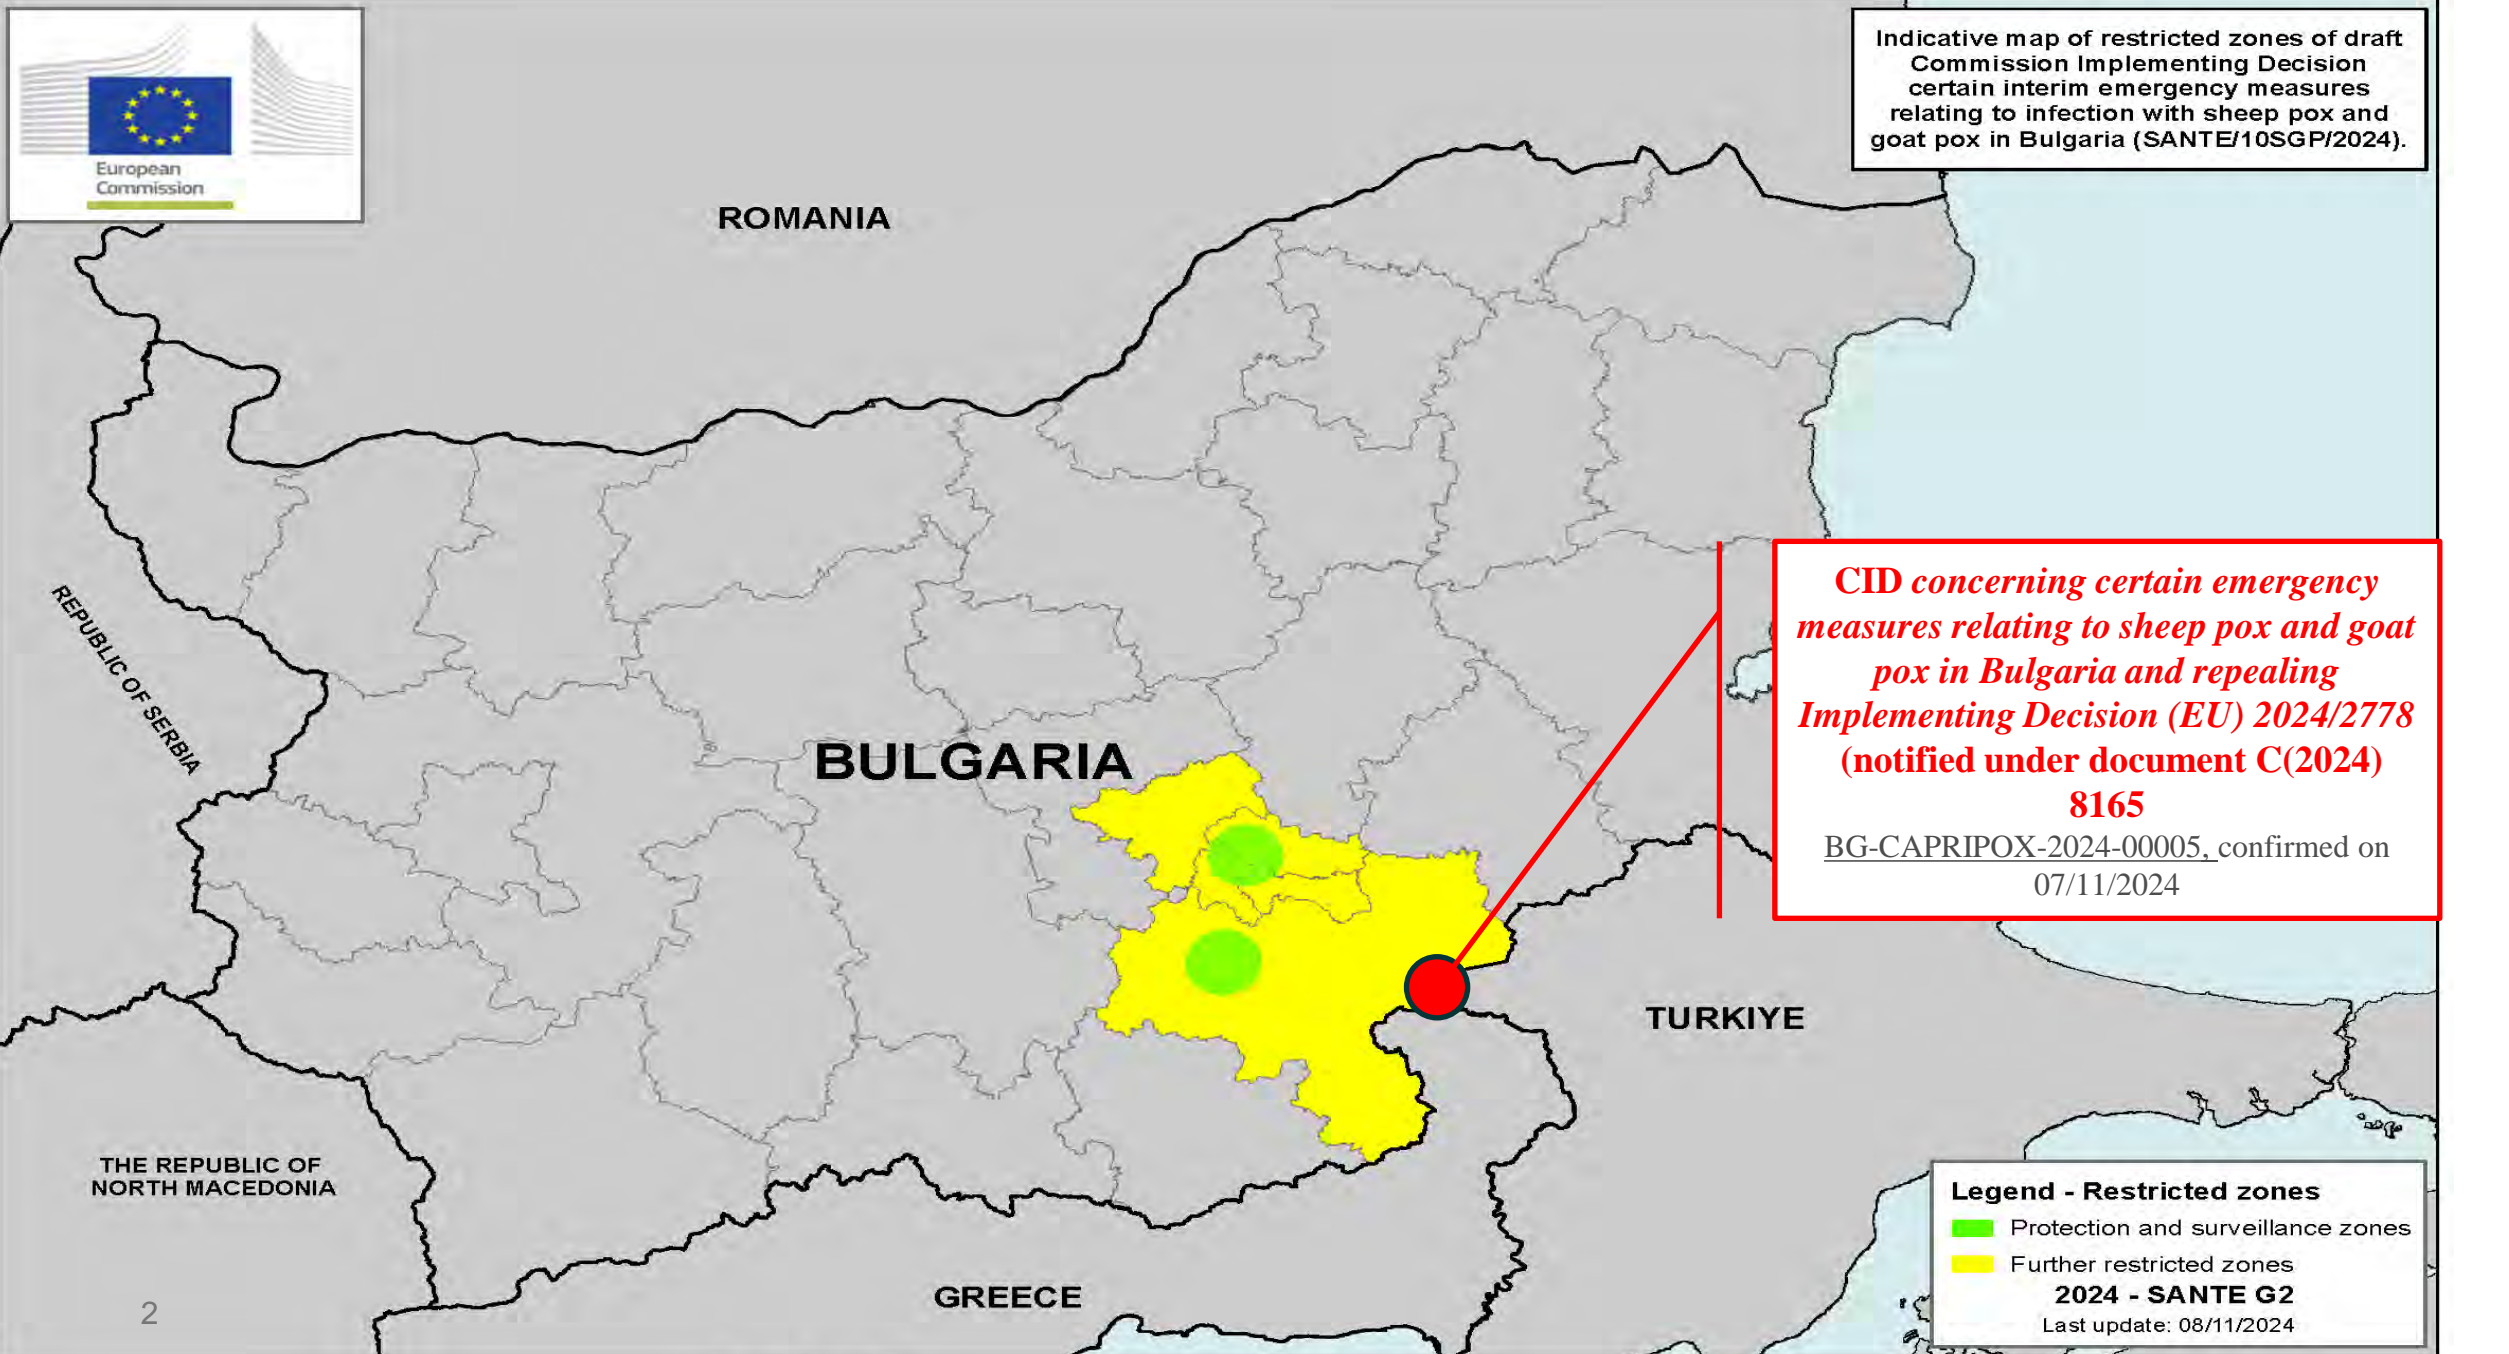 European
Commission
Indicative map of restricted zones of draft
Commission Implementing Decision
certain interim emergency measures
relating to infection with sheep pox and
goat pox in Bulgaria (SANTE/10SGP/2024).
ROMANIA
REPUBLIC OF SERBIA
BULGARIA
CID concerning certain emergency
measures relating to sheep pox and goat
pox in Bulgaria and repealing
Implementing Decision (EU) 2024/2778
(notified under document C(2024)
8165
BG-CAPRIPOX-2024-00005, confirmed on
07/11/2024
TURKIYE
THE REPUBLIC OF
NORTH MACEDONIA
GREECE
Legend - Restricted zones
Protection and surveillance zones
Further restricted zones
2024 - SANTE G2
Last update: 08/11/2024
2